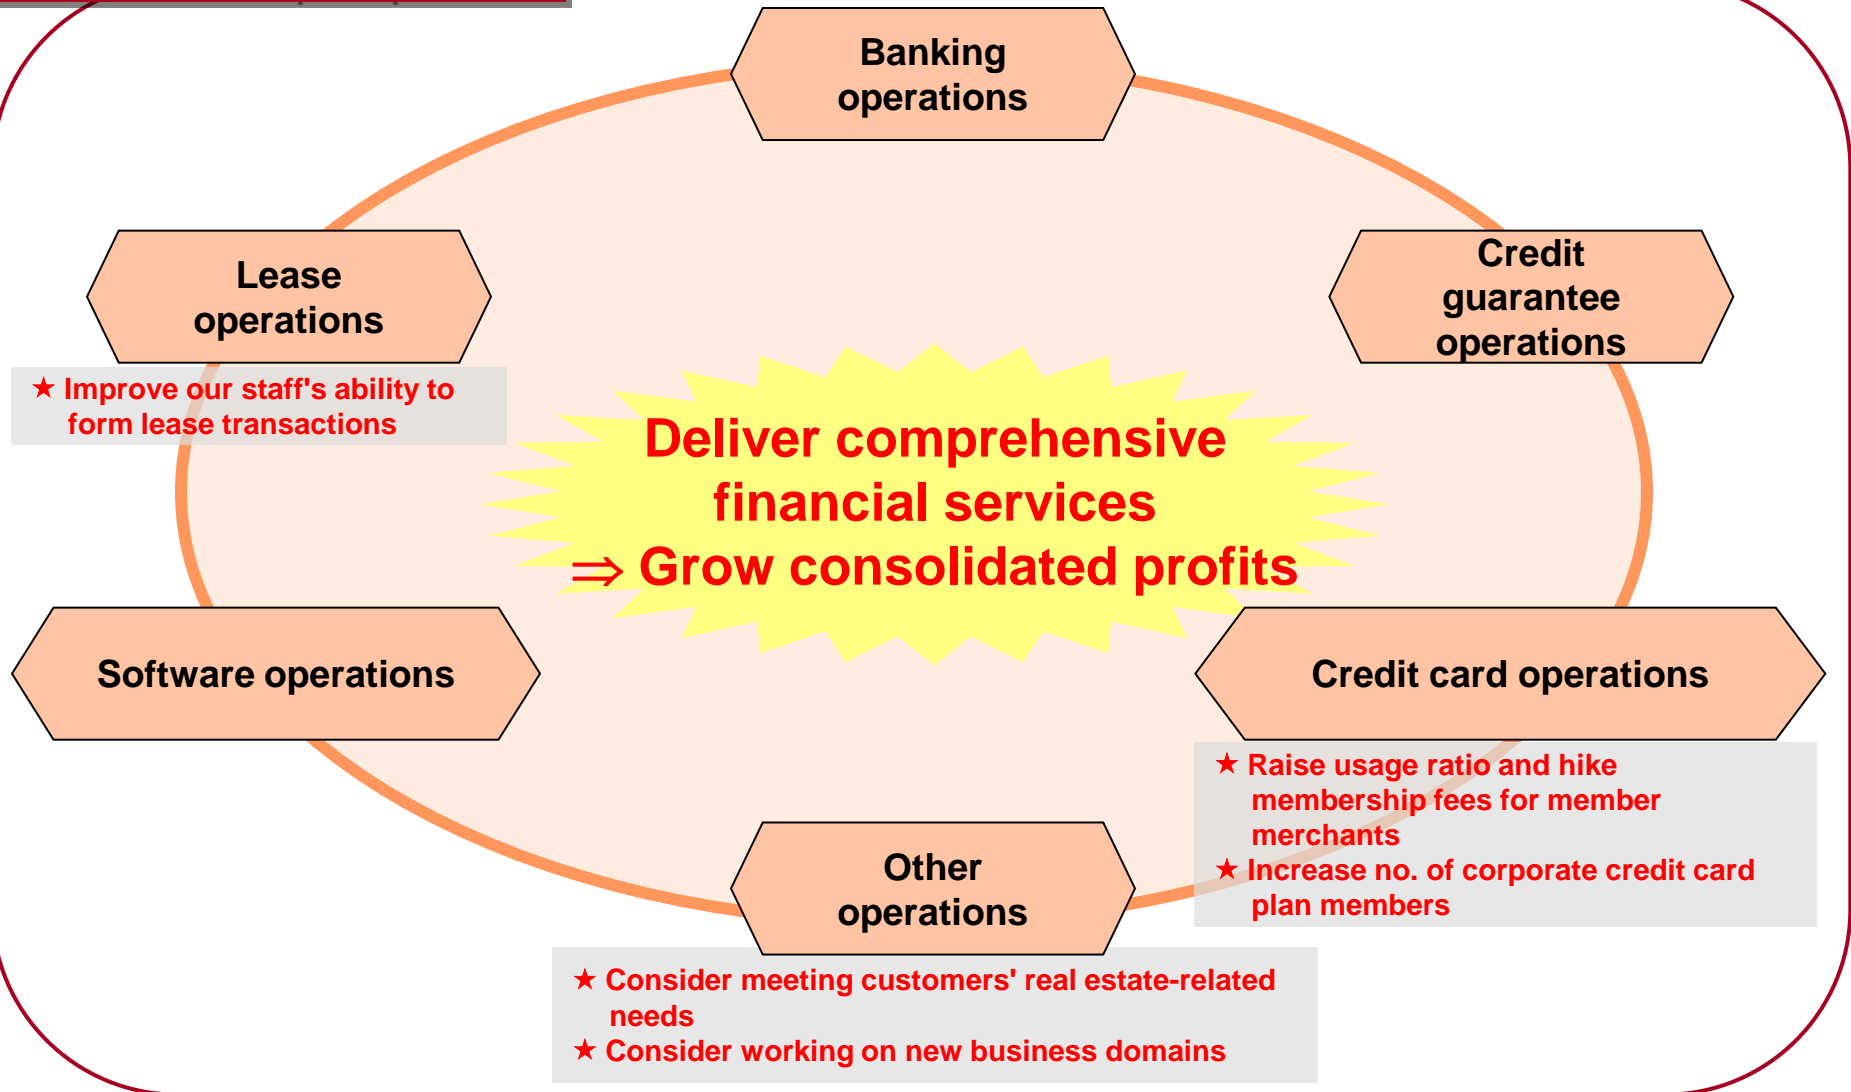 Banking
operations
Lease
operations
Credit
guarantee
operations
★ Improve our staff's ability to
form lease transactions
Deliver comprehensive
financial services
⇒ Grow consolidated profits
Software operations
Credit card operations
★ Raise usage ratio and hike
membership fees for member
merchants
★ Increase no. of corporate credit card
plan members
Other
operations
★ Consider meeting customers' real estate-related
needs
★ Consider working on new business domains